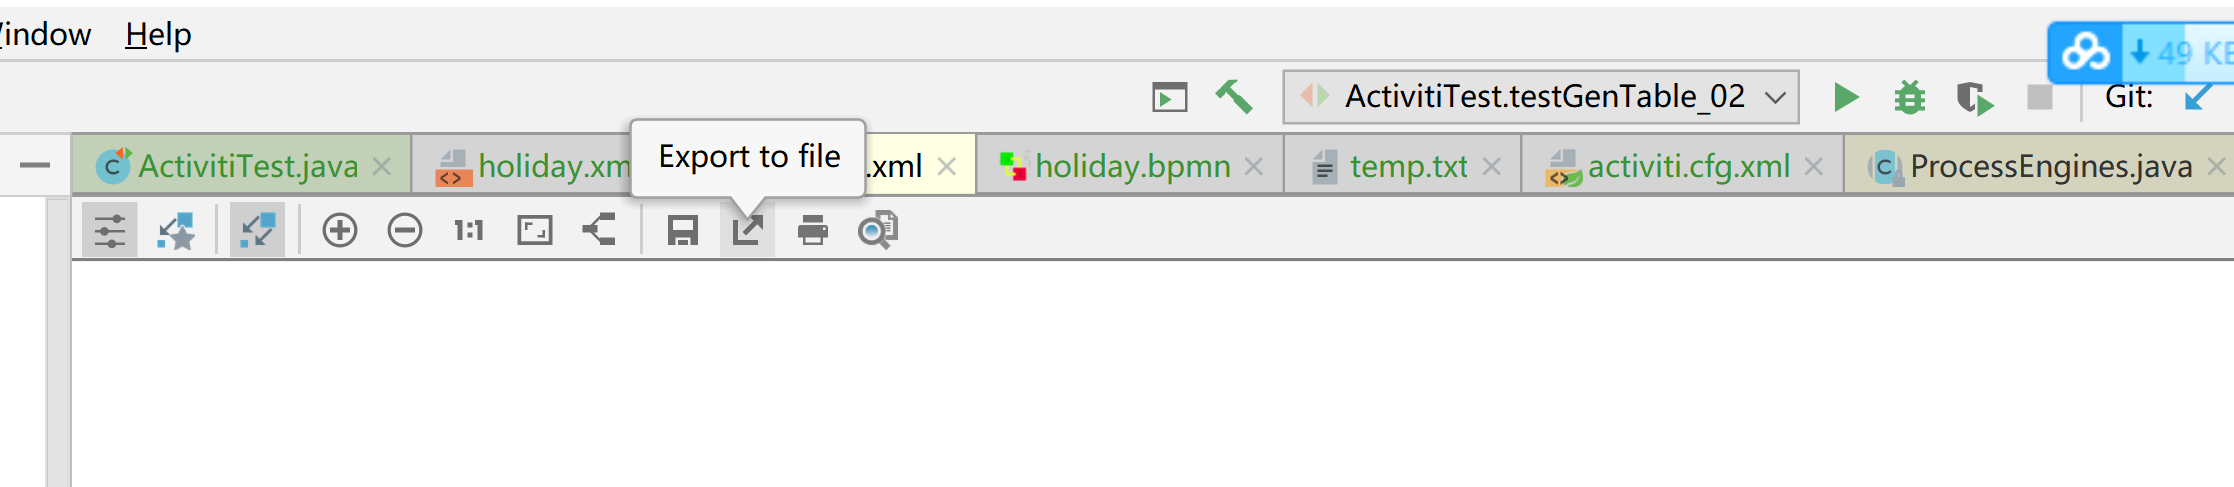 indow Help
49 KB
ActivitiTest.testGenTable_02 Git:
Export to file
ActivitiTest.java holiday.xm .xml holiday.bpmn temp.txt activiti.cfg.xml ProcessEngines.java
1:1